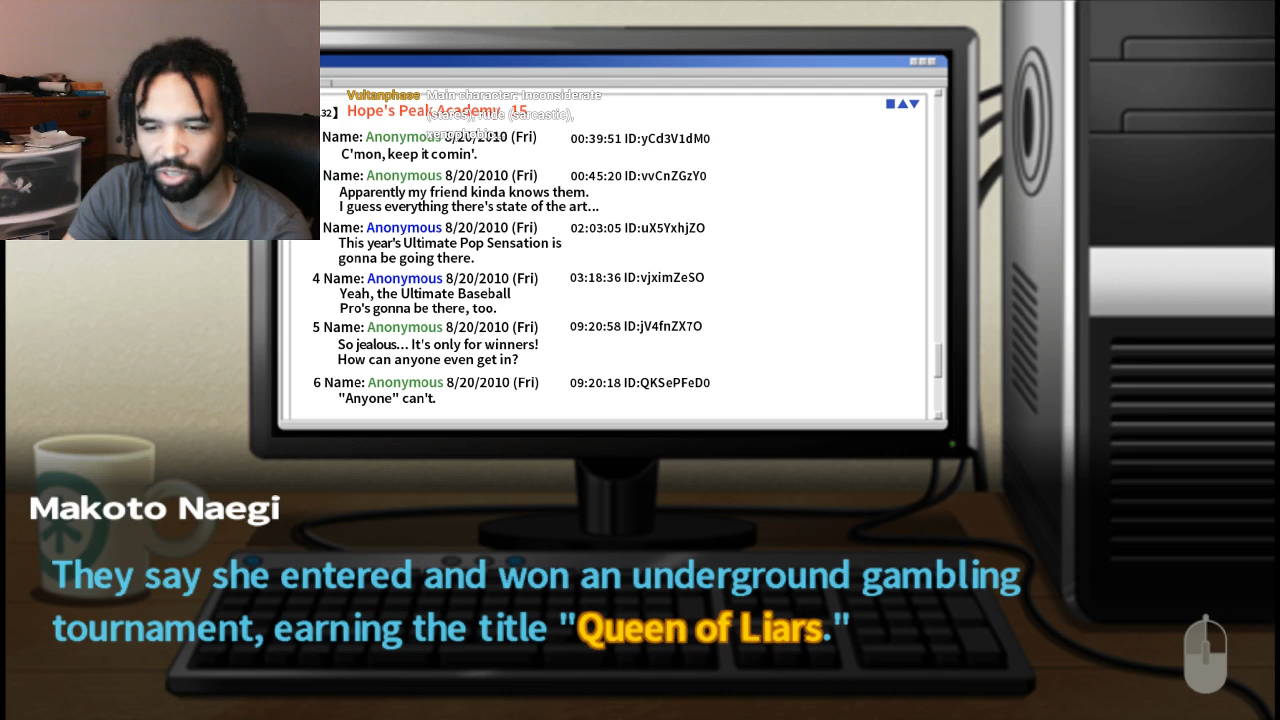 Vultanphase Main character: Inconsiderate
(stares), rude (sarcastic),
32】 Hope's Peak Academy 15
Name: Anonymous 8/20/2010 (Fri) 00:39:51 ID:yCd3V1dM0
C'mon, keep it comin'.
Name: Anonymous 8/20/2010 (Fri) 00:45:20 ID:vvCnZGzY0
Apparently my friend kinda knows them.
I guess everything there's state of the art...
Name: Anonymous 8/20/2010 (Fri) 02:03:05 ID:uX5YxhjZO
This year's Ultimate Pop Sensation is
gonna be going there.
4 Name: Anonymous 8/20/2010 (Fri) 03:18:36 ID:vjximZeSO
Yeah, the Ultimate Baseball
Pro's gonna be there, too.
5 Name: Anonymous 8/20/2010 (Fri) 09:20:58 ID:jV4fnZX7O
So jealous... It's only for winners!
How can anyone even get in?
6 Name: Anonymous 8/20/2010 (Fri) 09:20:18 ID:QKSePFeD0
"Anyone" can't.
Makoto Naegi
They say she entered and won an underground gambling
tournament, earning the title "Queen of Liars."